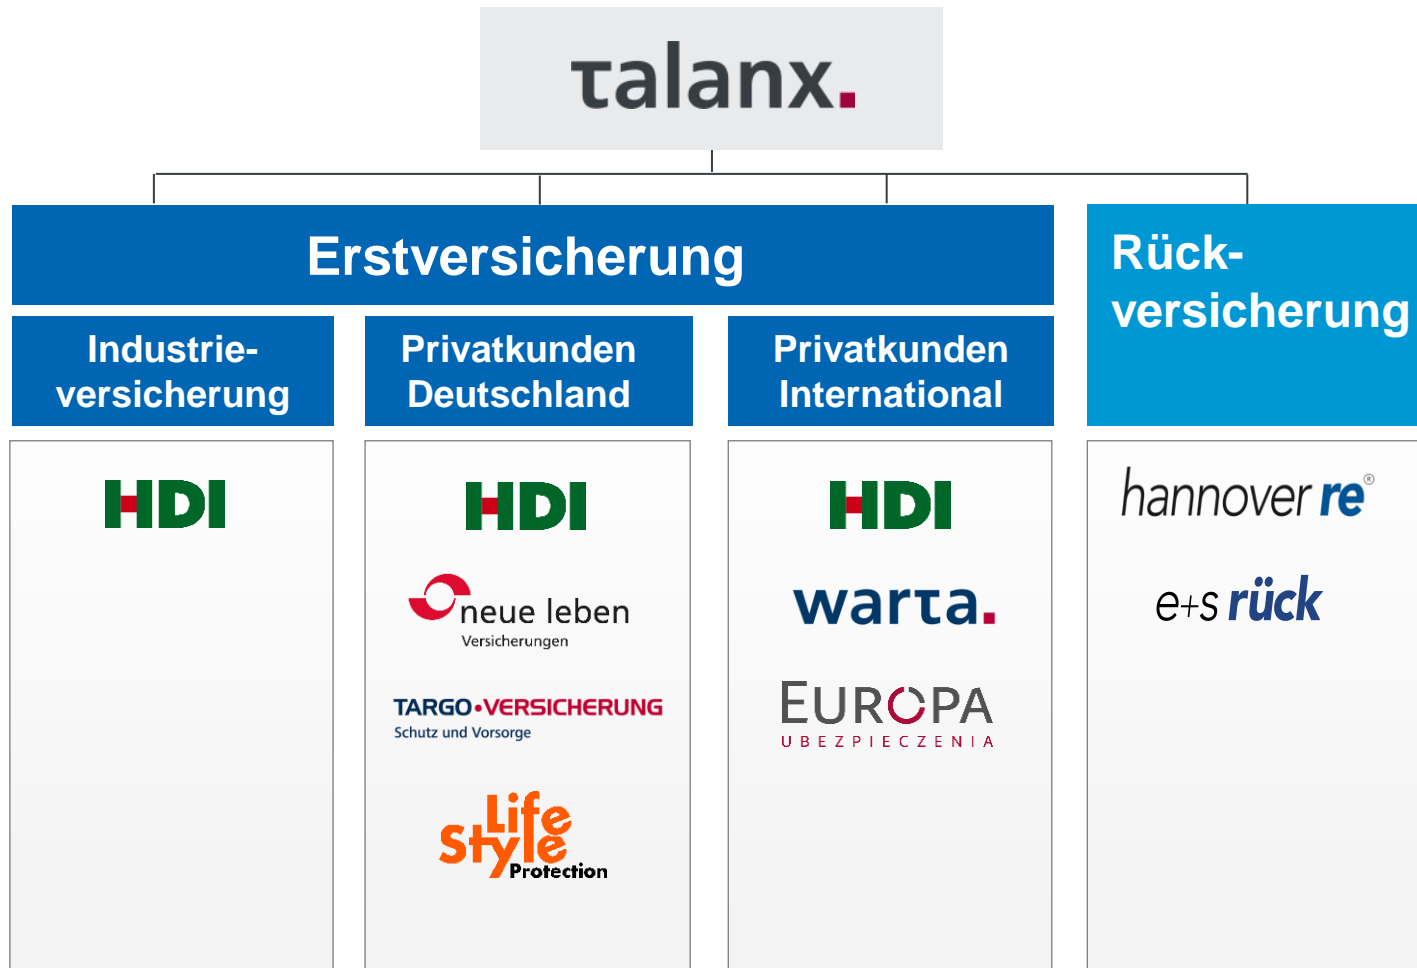 talanx.
Erstversicherung
Rück-
versicherung
Industrie-
versicherung
Privatkunden
Deutschland
Privatkunden
International
HDI
HDI
neue leben
Versicherungen
TARGO•VERSICHERUNG
Schutz und Vorsorge
Life
Style
Protection
HDI
warta.
EUROPA
UBEZPIECZENIA
hannover re®
e+s rück